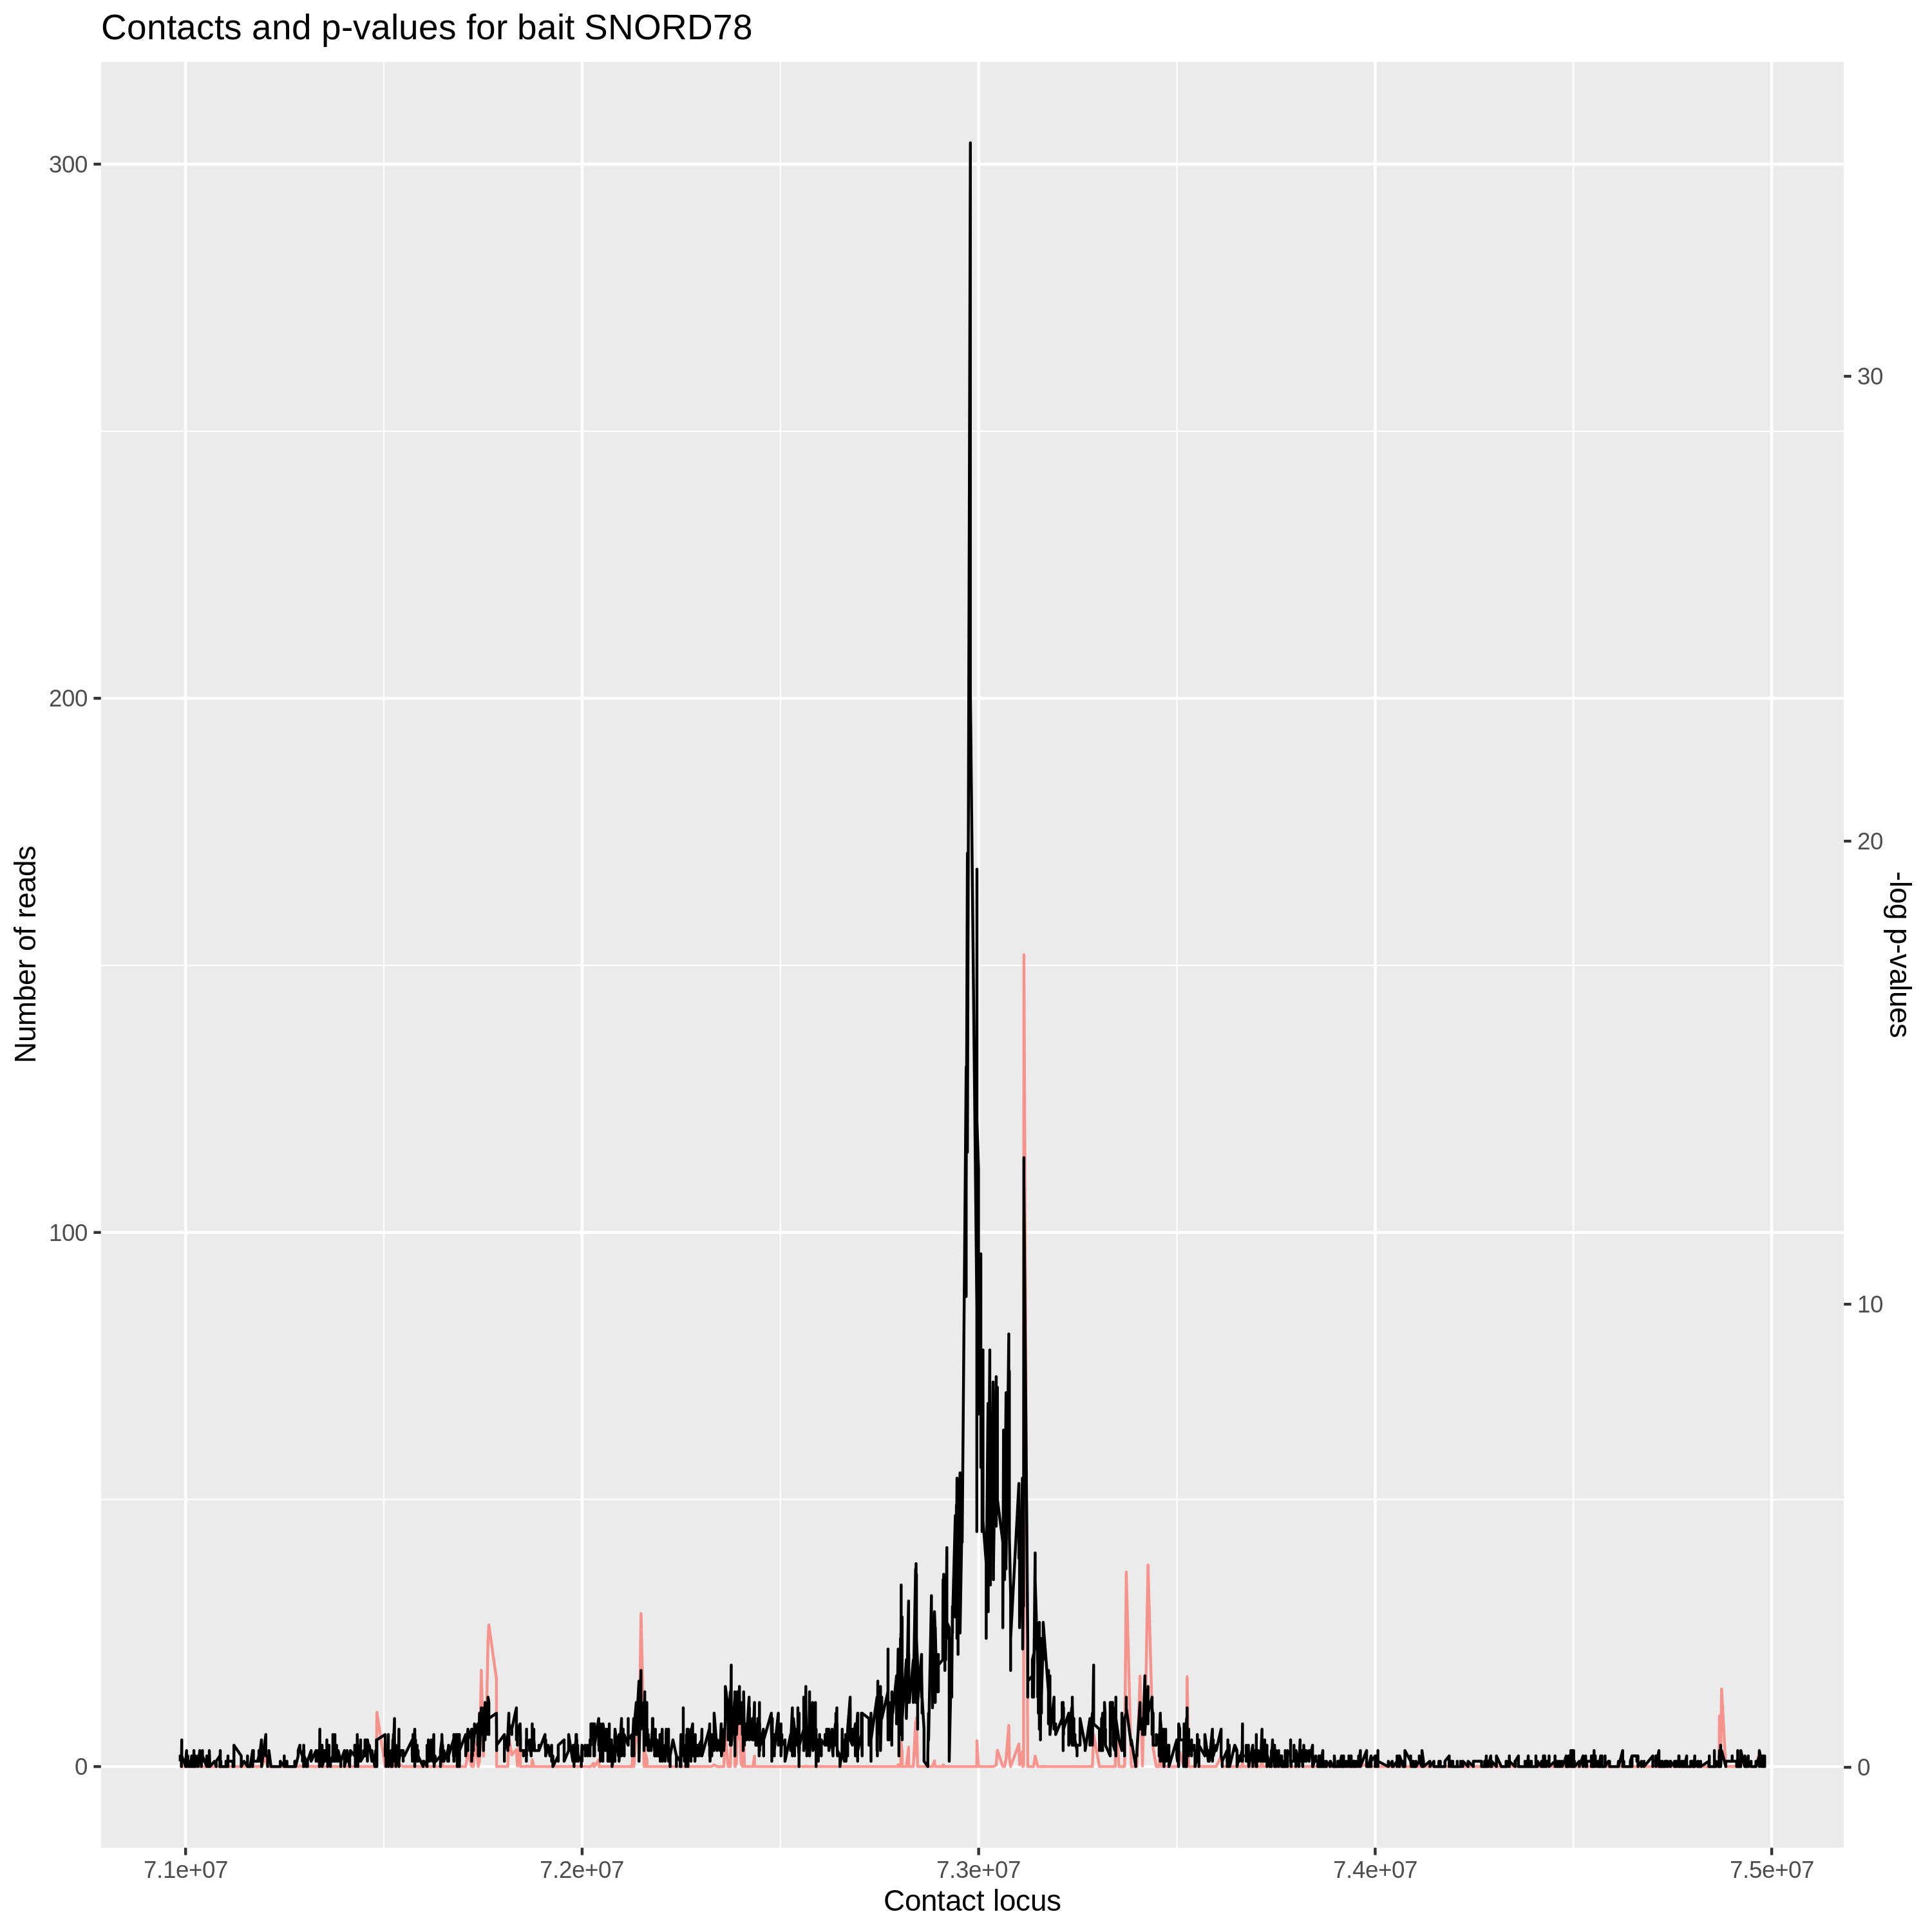 Contacts and p-values for bait SNORD78
300
200
100
0
30
20
10
0
Number of reads
-log p-values
7.1e+07 7.2e+07 7.3e+07 7.4e+07 7.5e+07
Contact locus